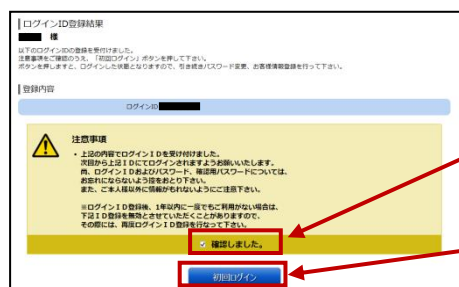 ログインID登録結果
様
以下のログインIDの登録を受付けました。
注意事項をご確認のうえ、「初回ログイン」ボタンを押して下さい。
ボタンを押しますと、ログインした状態となりますので、引き続きパスワード変更、お客様情報登録を行って下さい。
登録内容
ログインID
注意事項
・上記の内容でログインＩＤを受け付けました。
次回から上記ＩＤにてログインされますようお願いいたします。
尚、ログインＩＤおよびパスワード、確認用パスワードについては、
お忘れにならないよう控をおとり下さい。
また、ご本人様以外に情報がもれないようにご注意下さい。
※ログインＩＤ登録後、1年以内に一度でもご利用がない場合は、
下記ＩＤ登録を無効とさせていただくことがありますので、
その際には、再度ログインＩＤ登録を行なって下さい。
確認しました。
初回ログイン